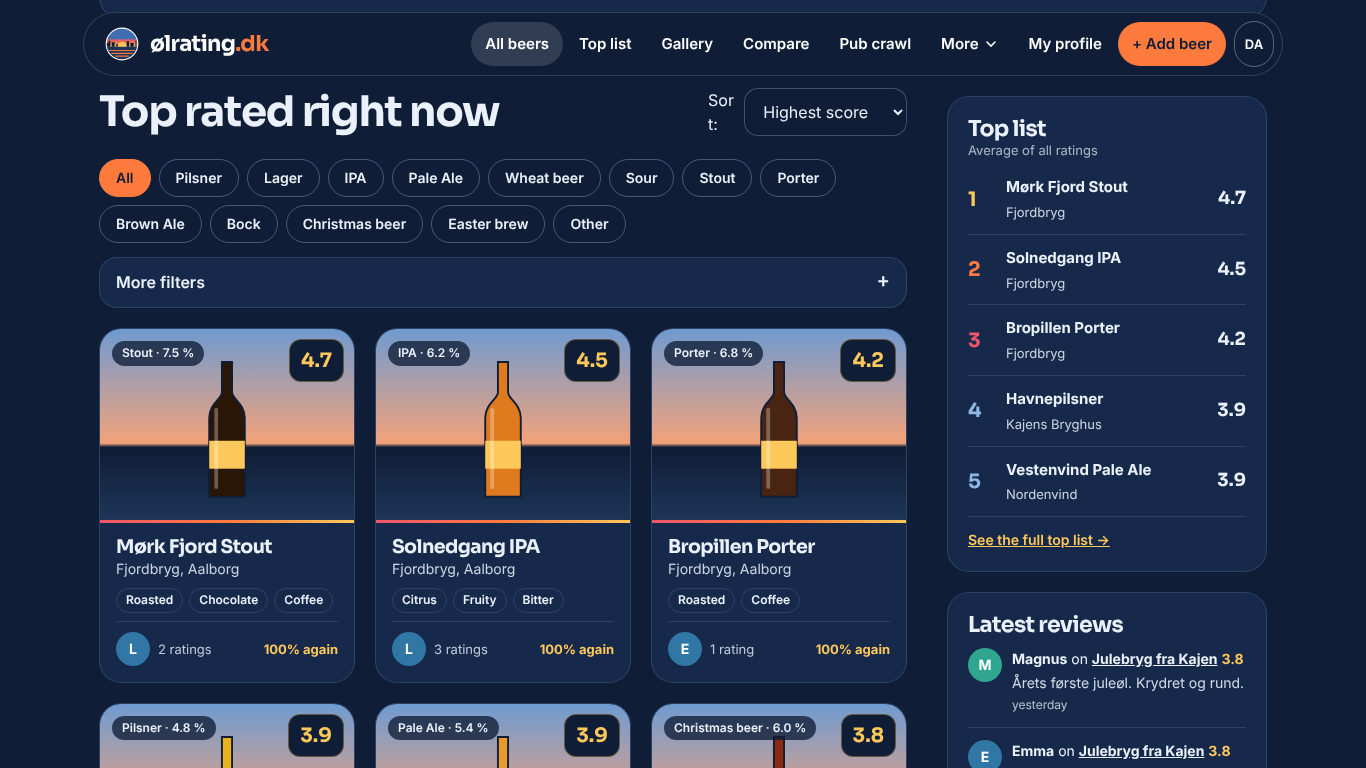 ølrating.dk
All beers
Top list
Gallery
Compare
Pub crawl
More
My profile
+ Add beer
DA
Top rated right now
Sor
t:
Highest score
All
Pilsner
Lager
IPA
Pale Ale
Wheat beer
Sour
Stout
Porter
Brown Ale
Bock
Christmas beer
Easter brew
Other
More filters
+
Stout · 7.5 %
4.7
Mørk Fjord Stout
Fjordbryg, Aalborg
Roasted
Chocolate
Coffee
L
2 ratings
100% again
IPA · 6.2 %
4.5
Solnedgang IPA
Fjordbryg, Aalborg
Citrus
Fruity
Bitter
L
3 ratings
100% again
Porter · 6.8 %
4.2
Bropillen Porter
Fjordbryg, Aalborg
Roasted
Coffee
E
1 rating
100% again
Pilsner · 4.8 %
3.9
Pale Ale · 5.4 %
3.9
Christmas beer · 6.0 %
3.8
Top list
Average of all ratings
1
Mørk Fjord Stout
Fjordbryg
4.7
2
Solnedgang IPA
Fjordbryg
4.5
3
Bropillen Porter
Fjordbryg
4.2
4
Havnepilsner
Kajens Bryghus
3.9
5
Vestenvind Pale Ale
Nordenvind
3.9
See the full top list →
Latest reviews
M
Magnus on Julebryg fra Kajen 3.8
Årets første juleøl. Krydret og rund.
yesterday
E
Emma on Julebryg fra Kajen 3.8